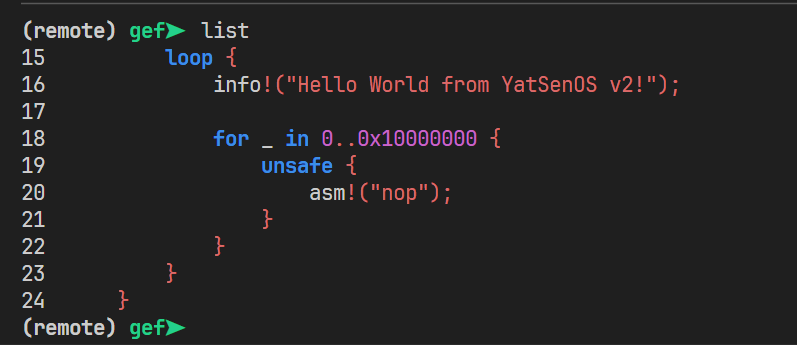 (remote) gef➤ list
15          loop {
16              info!("Hello World from YatSenOS v2!");
17
18              for _ in 0..0x10000000 {
19                  unsafe {
20                      asm!("nop");
21                  }
22              }
23          }
24      }
(remote) gef➤